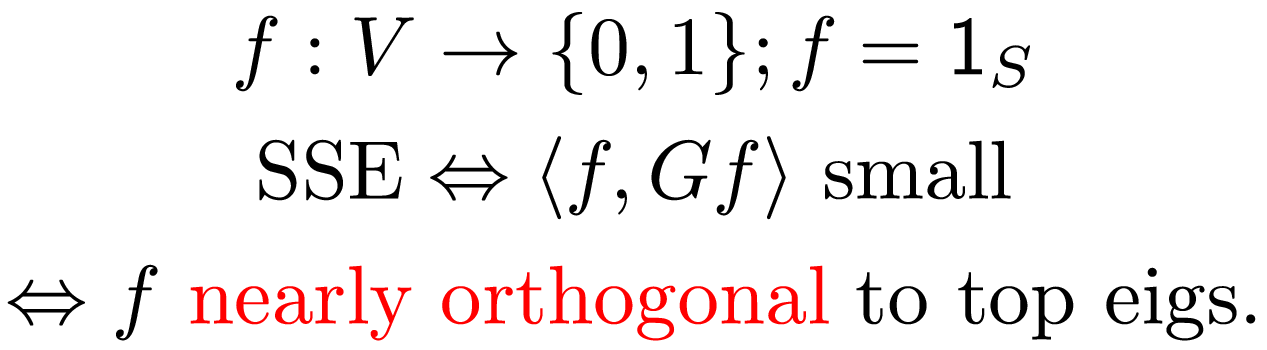 f : V → {0, 1}; f = 1_S
SSE ⇔ ⟨f, Gf⟩ small
⇔ f nearly orthogonal to top eigs.